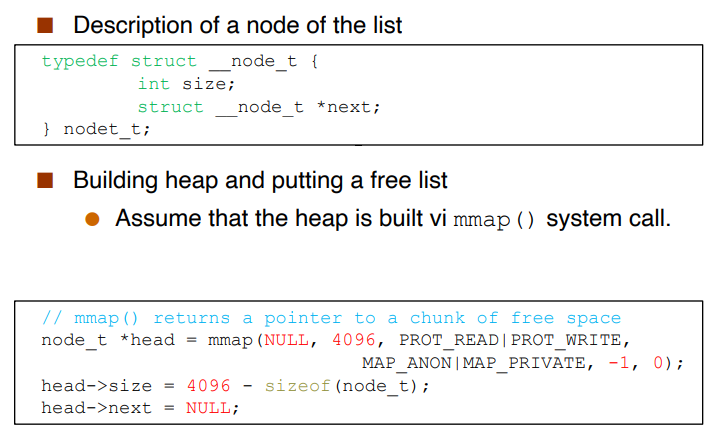 Description of a node of the list
typedef struct __node_t {
int size;
struct __node_t *next;
} nodet_t;
Building heap and putting a free list
Assume that the heap is built vi mmap() system call.
// mmap() returns a pointer to a chunk of free space
node_t *head = mmap(NULL, 4096, PROT_READ|PROT_WRITE,
MAP_ANON|MAP_PRIVATE, -1, 0);
head->size = 4096 - sizeof(node_t);
head->next = NULL;